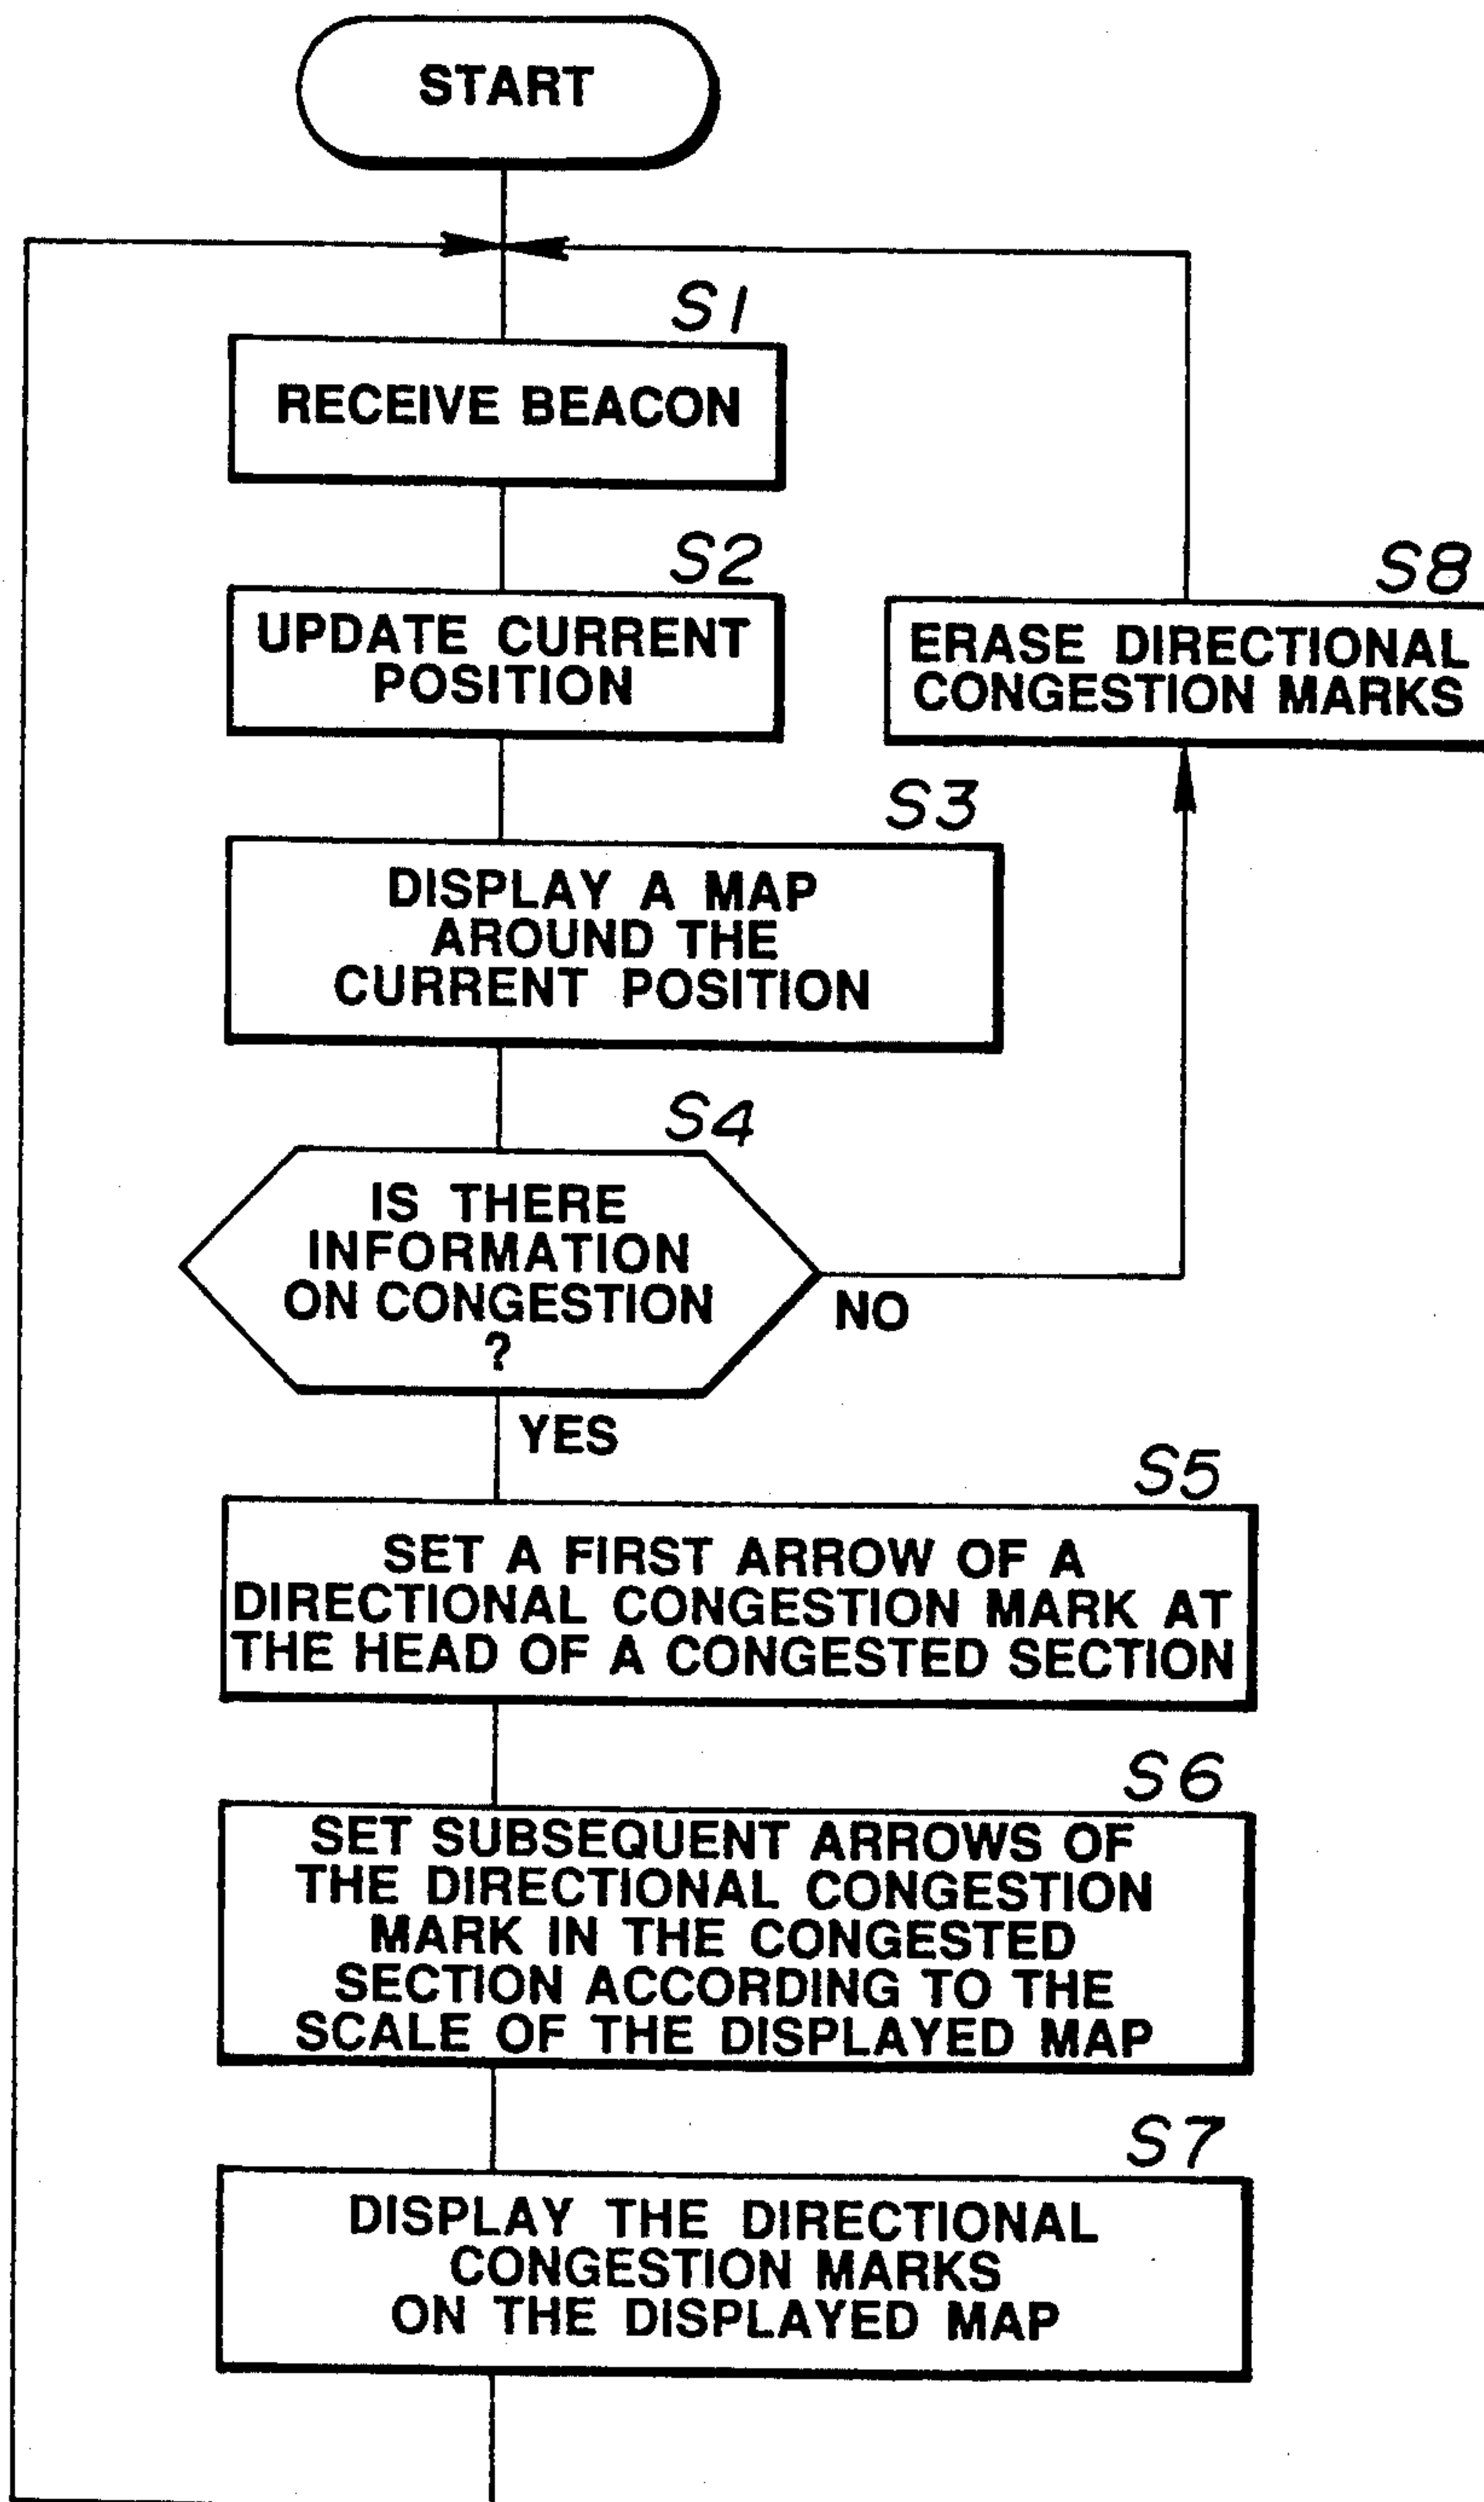 START
S1
RECEIVE BEACON
S2
UPDATE CURRENT
POSITION
S8
ERASE DIRECTIONAL
CONGESTION MARKS
S3
DISPLAY A MAP
AROUND THE
CURRENT POSITION
S4
IS THERE
INFORMATION
ON CONGESTION
?
NO
YES
S5
SET A FIRST ARROW OF A
DIRECTIONAL CONGESTION MARK AT
THE HEAD OF A CONGESTED SECTION
S6
SET SUBSEQUENT ARROWS OF
THE DIRECTIONAL CONGESTION
MARK IN THE CONGESTED
SECTION ACCORDING TO THE
SCALE OF THE DISPLAYED MAP
S7
DISPLAY THE DIRECTIONAL
CONGESTION MARKS
ON THE DISPLAYED MAP